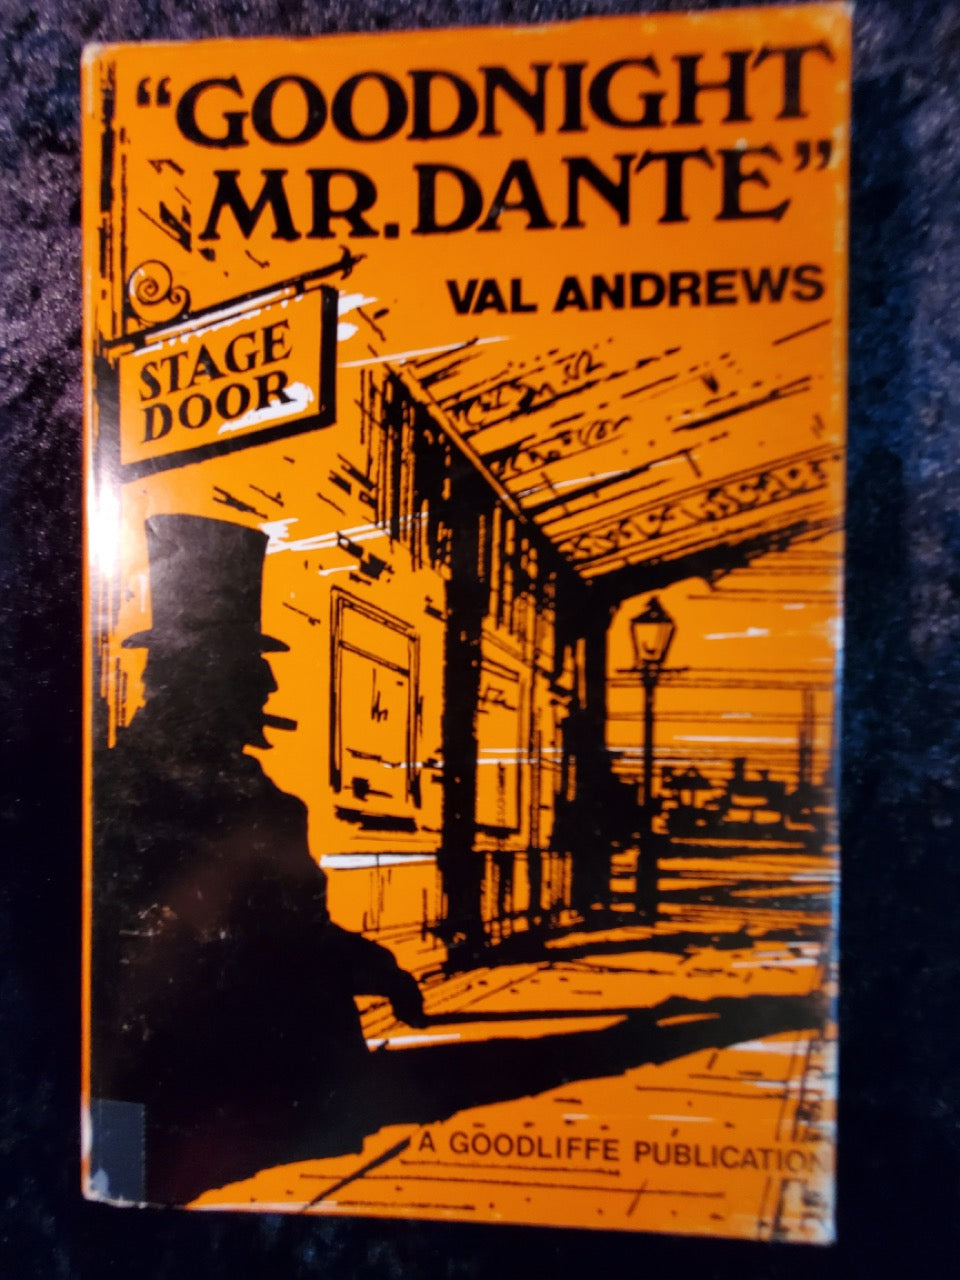 “GOODNIGHT
MR. DANTE”
VAL ANDREWS
STAGE
DOOR
A GOODLIFFE PUBLICATION